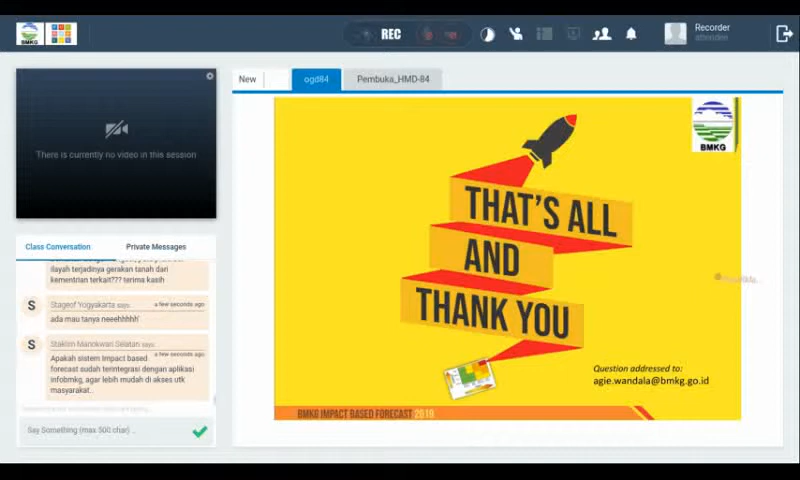 BMKG
REC
Recorder
attendee
There is currently no video in this session
New
ogd84
Pembuka_HMD-84
BMKG
THAT'S ALL
AND
THANK YOU
Question addressed to:
agie.wandala@bmkg.go.id
BMKG IMPACT BASED FORECAST 2019
Class Conversation
Private Messages
ilayah terjadinya gerakan tanah dari
kementrian terkait??? terima kasih
S
Stageof Yogyakarta says:
a few seconds ago
ada mau tanya neeehhhhh'
S
Staklim Manokwari Selatan says:
a few seconds ago
Apakah sistem Impact based
forecast sudah terintegrasi dengan aplikasi
infobmkg, agar lebih mudah di akses utk
masyarakat..
Say Something (max 500 char) ..